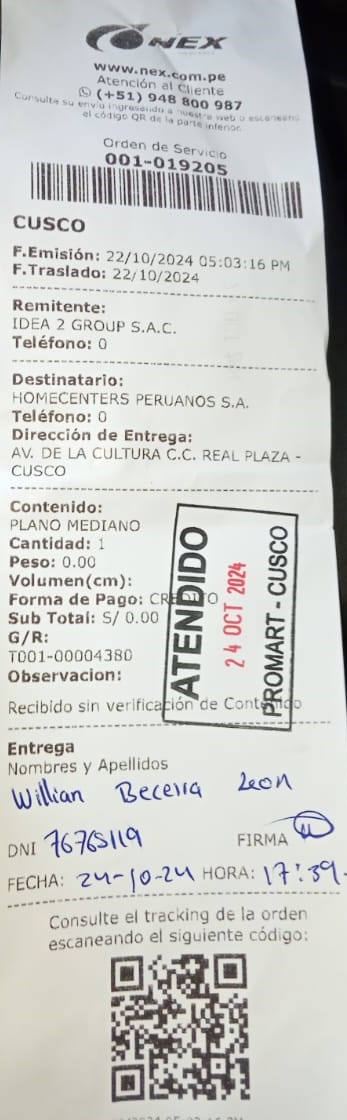 NEX
www.nex.com.pe
Atención al Cliente
(+51) 948 800 987
Consulte su envío ingresando a nuestra web o escaneando
el código QR de la parte inferior.
Orden de Servicio
001-019205
CUSCO
F.Emisión: 22/10/2024 05:03:16 PM
F.Traslado: 22/10/2024
Remitente:
IDEA 2 GROUP S.A.C.
Teléfono: 0
Destinatario:
HOMECENTERS PERUANOS S.A.
Teléfono: 0
Dirección de Entrega:
AV. DE LA CULTURA C.C. REAL PLAZA -
CUSCO
Contenido:
PLANO MEDIANO
Cantidad: 1
Peso: 0.00
Volumen(cm):
Forma de Pago: CREDITO
Sub Total: S/ 0.00
G/R:
T001-00004380
Observacion:
Recibido sin verificación de Contenido
ATENDIDO
24 OCT 2024
PROMART - CUSCO
Entrega
Nombres y Apellidos
Willian Becerra Leon
DNI 76765119
FIRMA
FECHA: 24-10-24 HORA: 17:39.
Consulte el tracking de la orden
escaneando el siguiente código: